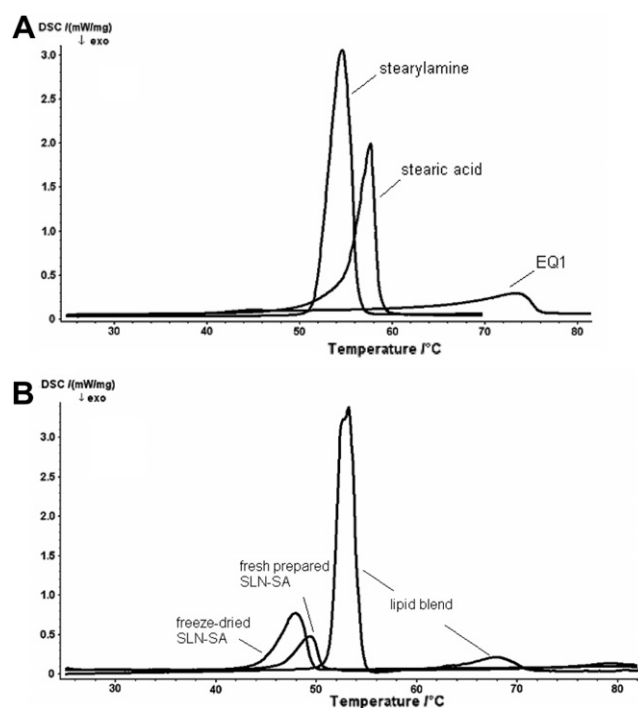 A
DSC /(mW/mg)
↓ exo
3.0
2.5
2.0
1.5
1.0
0.5
0.0
stearylamine
stearic acid
EQ1
30 40 50 60 70 80
Temperature /°C
B
DSC /(mW/mg)
↓ exo
3.0
2.5
2.0
1.5
1.0
0.5
0.0
fresh prepared
SLN-SA
freeze-dried
SLN-SA
lipid blend
30 40 50 60 70 80
Temperature /°C